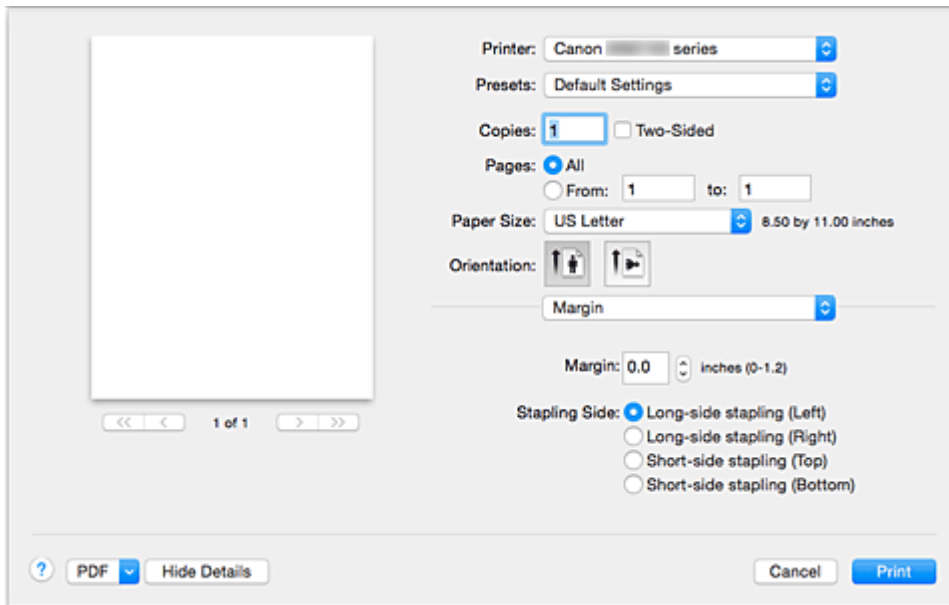 Printer: Canon series
Presets: Default Settings
Copies: 1 Two-Sided
Pages: All
From: 1 to: 1
Paper Size: US Letter 8.50 by 11.00 inches
Orientation:
Margin
Margin: 0.0 inches (0-1.2)
Stapling Side: Long-side stapling (Left)
Long-side stapling (Right)
Short-side stapling (Top)
Short-side stapling (Bottom)
<< < 1 of 1 > >>
? PDF Hide Details Cancel Print